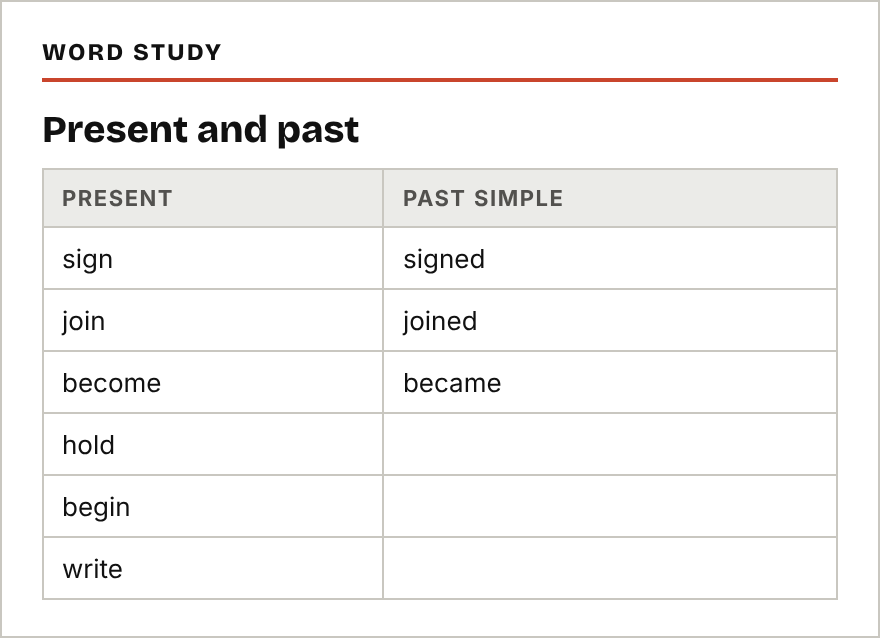 WORD STUDY
Present and past
PRESENT PAST SIMPLE
sign signed
join joined
become became
hold
begin
write